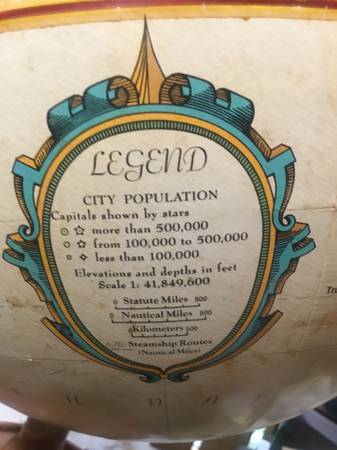 LEGEND
CITY POPULATION
Capitals shown by stars
more than 500,000
from 100,000 to 500,000
less than 100,000
Elevations and depths in feet
Scale 1: 41,849,600
0 Statute Miles 500
0 Nautical Miles 500
0 Kilometers 500
Steamship Routes
(Nautical Miles)